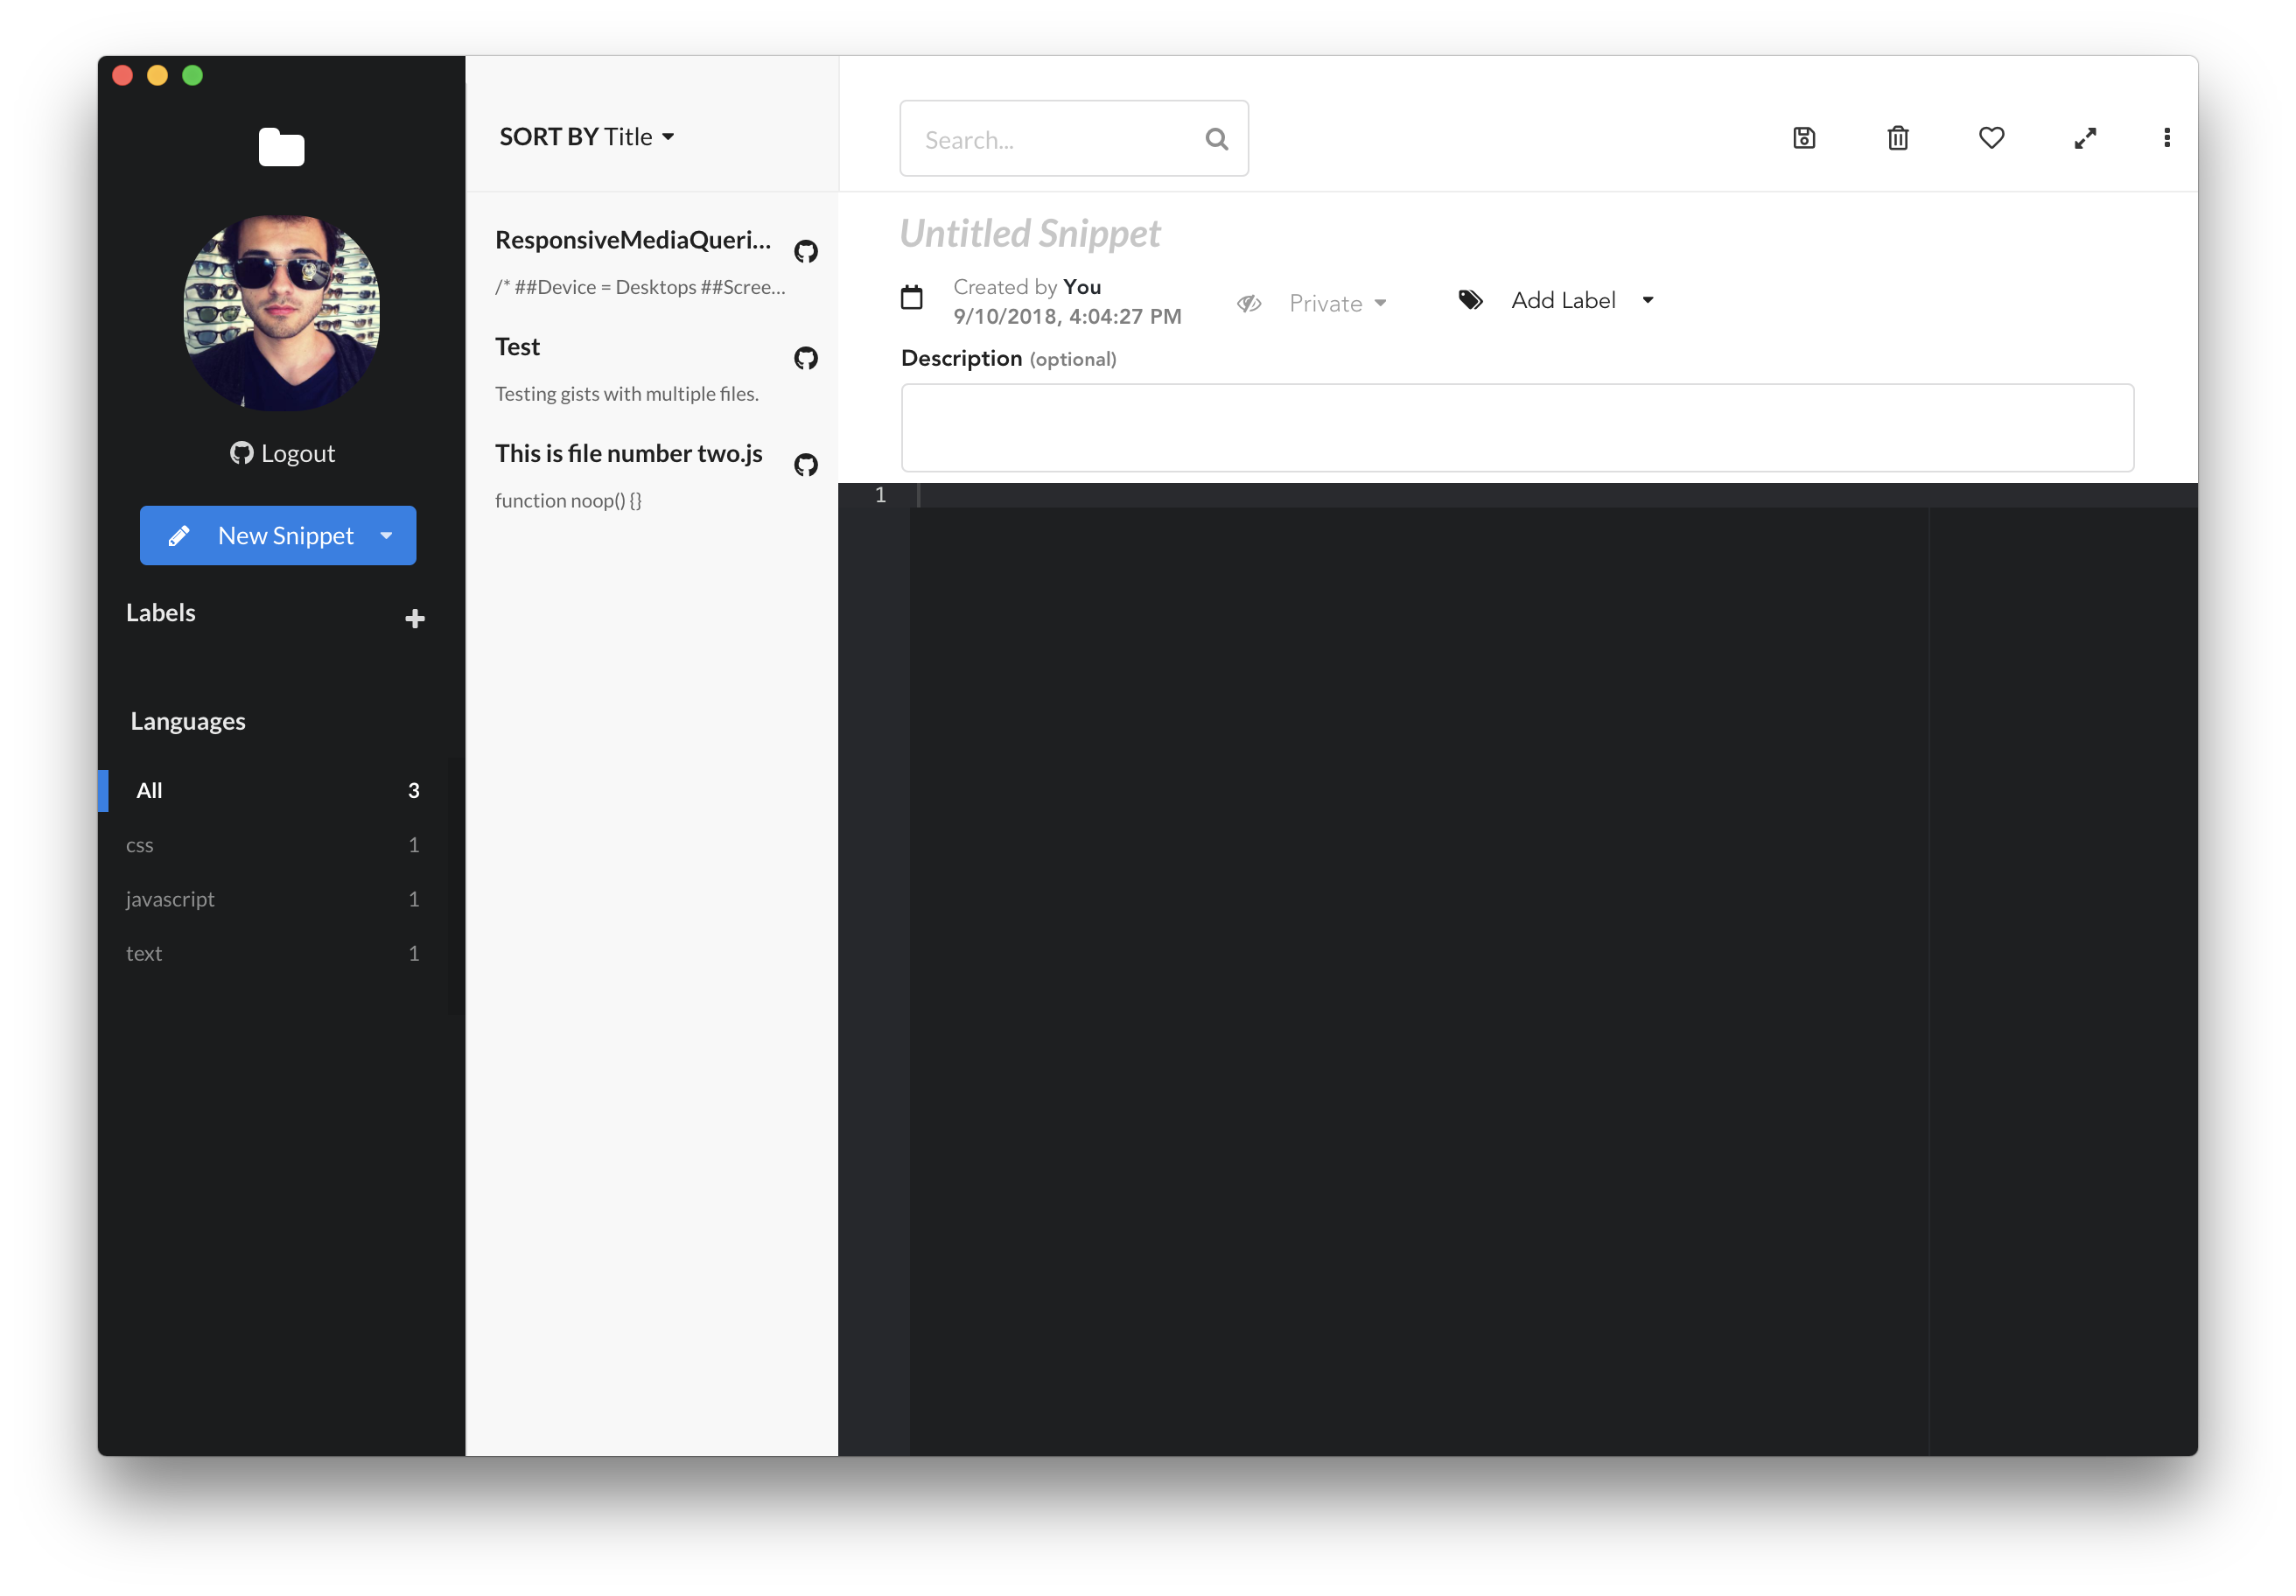 Logout
New Snippet
Labels
Languages
All 3
css 1
javascript 1
text 1
SORT BY Title
ResponsiveMediaQueri...
/* ##Device = Desktops ##Scree...
Test
Testing gists with multiple files.
This is file number two.js
function noop() {}
Search...
Untitled Snippet
Created by You
9/10/2018, 4:04:27 PM
Private
Add Label
Description (optional)
1